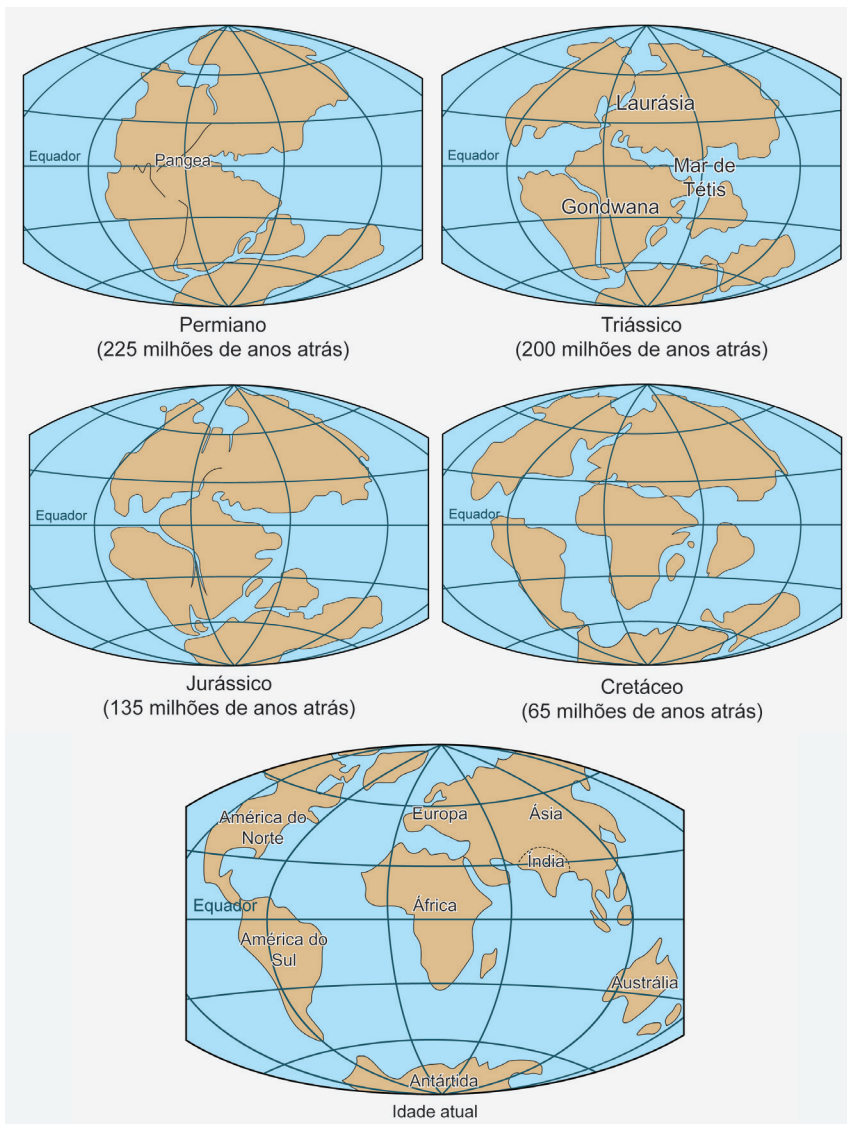 Equador
Pangea
Permiano
(225 milhões de anos atrás)
Laurásia
Equador
Mar de
Tétis
Gondwana
Triássico
(200 milhões de anos atrás)
Equador
Jurássico
(135 milhões de anos atrás)
Equador
Cretáceo
(65 milhões de anos atrás)
América do
Norte
Europa
Ásia
Índia
Equador
África
América do
Sul
Austrália
Antártida
Idade atual